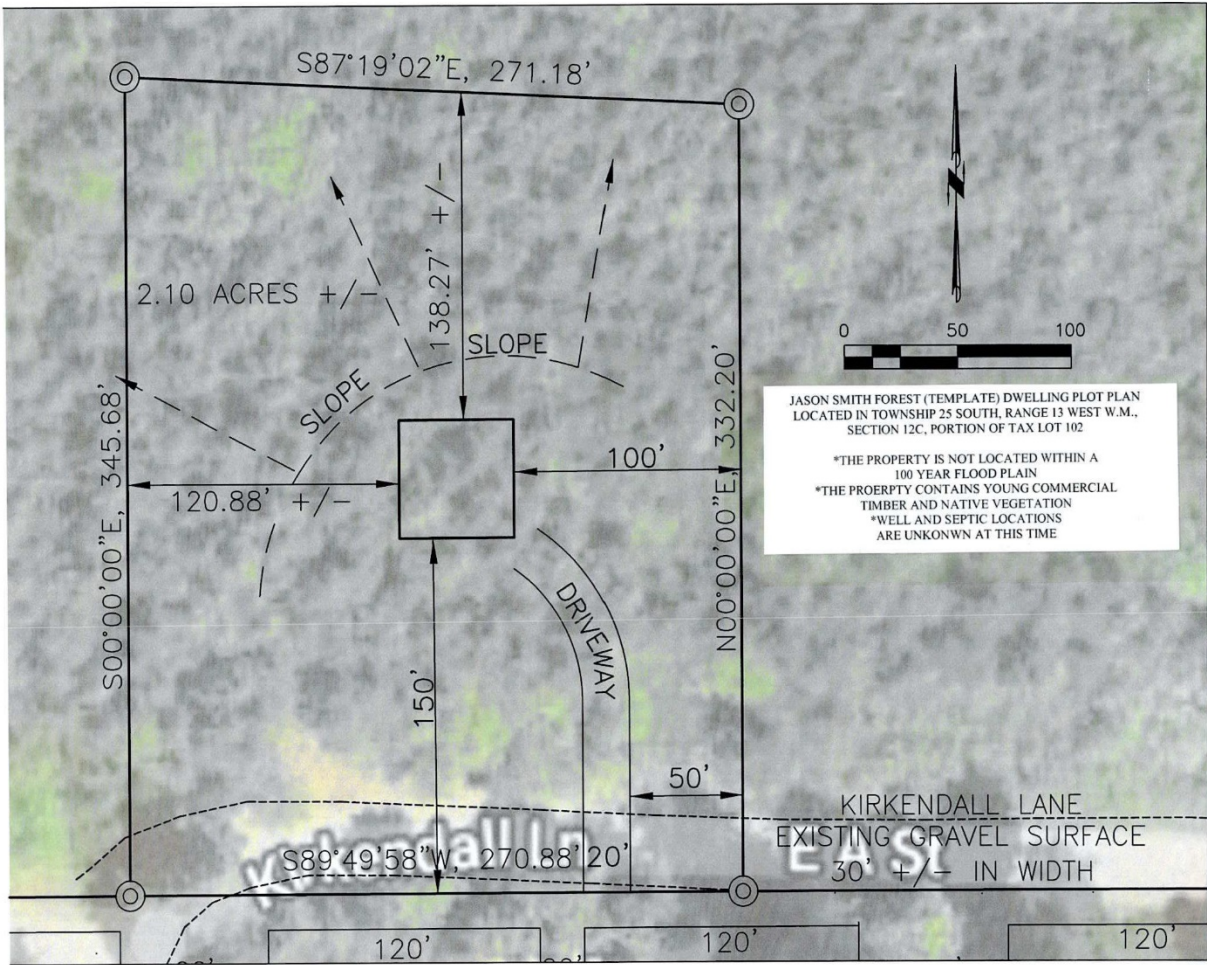 S87°19'02"E, 271.18'
2.10 ACRES +/-
138.27' +/-
SLOPE
SLOPE
S00°00'00"E, 345.68'
N00°00'00"E, 332.20'
120.88' +/-
100'
150'
DRIVEWAY
50'
Kirkendall Ln
S89°49'58"W, 270.88'
20'
N
0 50 100
JASON SMITH FOREST (TEMPLATE) DWELLING PLOT PLAN
LOCATED IN TOWNSHIP 25 SOUTH, RANGE 13 WEST W.M.,
SECTION 12C, PORTION OF TAX LOT 102
*THE PROPERTY IS NOT LOCATED WITHIN A
100 YEAR FLOOD PLAIN
*THE PROERPTY CONTAINS YOUNG COMMERCIAL
TIMBER AND NATIVE VEGETATION
*WELL AND SEPTIC LOCATIONS
ARE UNKONWN AT THIS TIME
KIRKENDALL LANE
EXISTING GRAVEL SURFACE
30' +/- IN WIDTH
120'
120'
120'